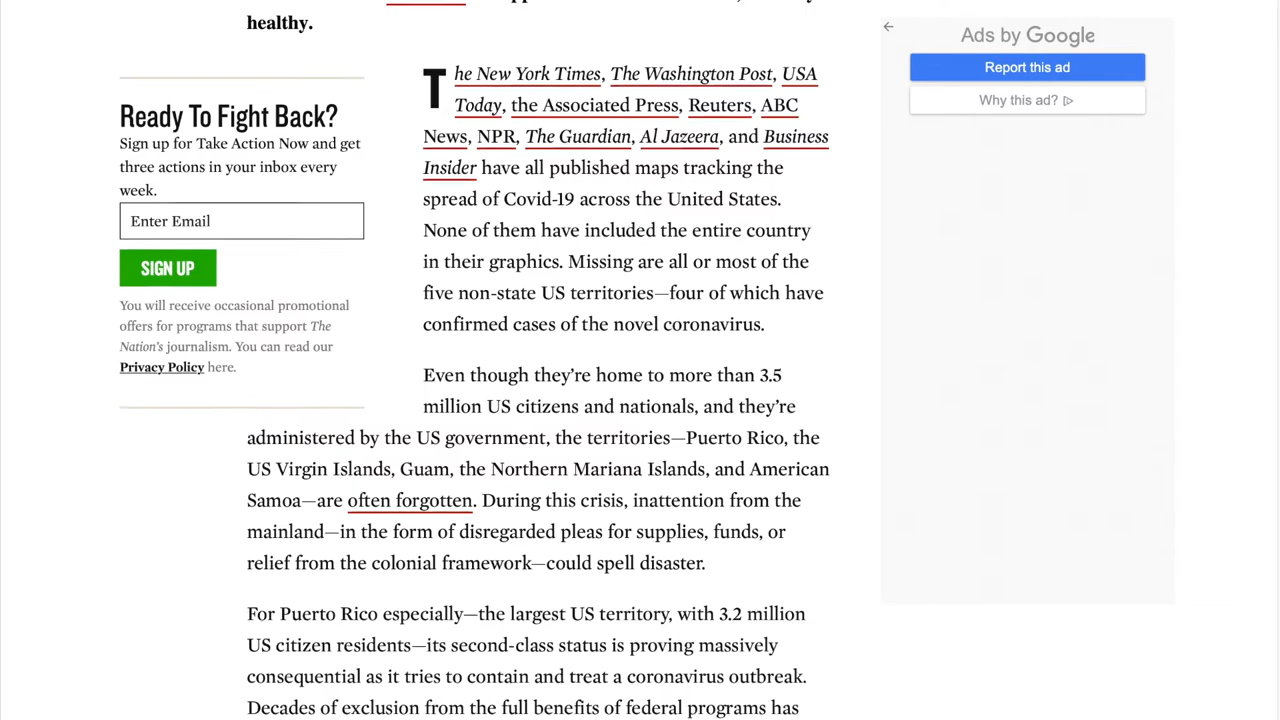 healthy.
Ready To Fight Back?
Sign up for Take Action Now and get
three actions in your inbox every
week.
Enter Email
SIGN UP
You will receive occasional promotional
offers for programs that support The
Nation’s journalism. You can read our
Privacy Policy here.
The New York Times, The Washington Post, USA
Today, the Associated Press, Reuters, ABC
News, NPR, The Guardian, Al Jazeera, and Business
Insider have all published maps tracking the
spread of Covid-19 across the United States.
None of them have included the entire country
in their graphics. Missing are all or most of the
five non-state US territories—four of which have
confirmed cases of the novel coronavirus.
Even though they’re home to more than 3.5
million US citizens and nationals, and they’re
administered by the US government, the territories—Puerto Rico, the
US Virgin Islands, Guam, the Northern Mariana Islands, and American
Samoa—are often forgotten. During this crisis, inattention from the
mainland—in the form of disregarded pleas for supplies, funds, or
relief from the colonial framework—could spell disaster.
For Puerto Rico especially—the largest US territory, with 3.2 million
US citizen residents—its second-class status is proving massively
consequential as it tries to contain and treat a coronavirus outbreak.
Decades of exclusion from the full benefits of federal programs has
Ads by Google
Report this ad
Why this ad?